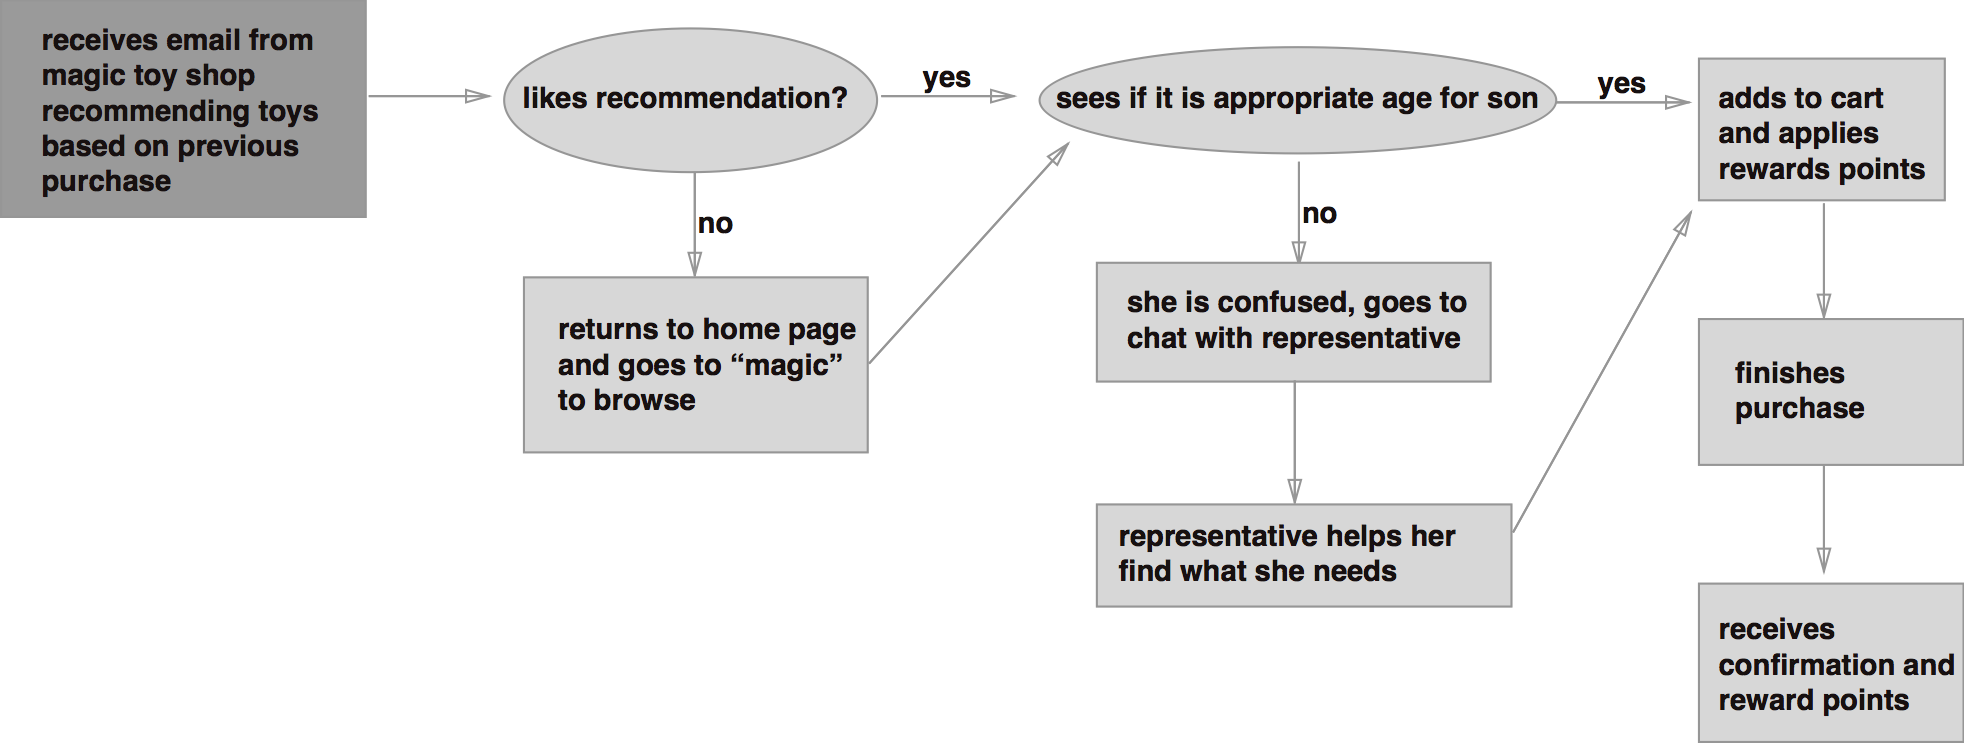 receives email from
magic toy shop
recommending toys
based on previous
purchase
likes recommendation?
yes
sees if it is appropriate age for son
yes
adds to cart
and applies
rewards points
no
returns to home page
and goes to “magic”
to browse
no
she is confused, goes to
chat with representative
representative helps her
find what she needs
finishes
purchase
receives
confirmation and
reward points